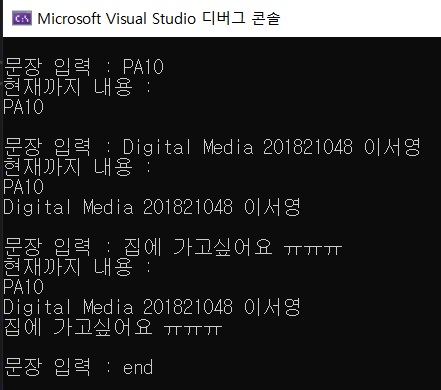 Microsoft Visual Studio 디버그 콘솔
문장 입력 : PA10
현재까지 내용 :
PA10
문장 입력 : Digital Media 201821048 이서영
현재까지 내용 :
PA10
Digital Media 201821048 이서영
문장 입력 : 집에 가고싶어요 ㅠㅠㅠ
현재까지 내용 :
PA10
Digital Media 201821048 이서영
집에 가고싶어요 ㅠㅠㅠ
문장 입력 : end